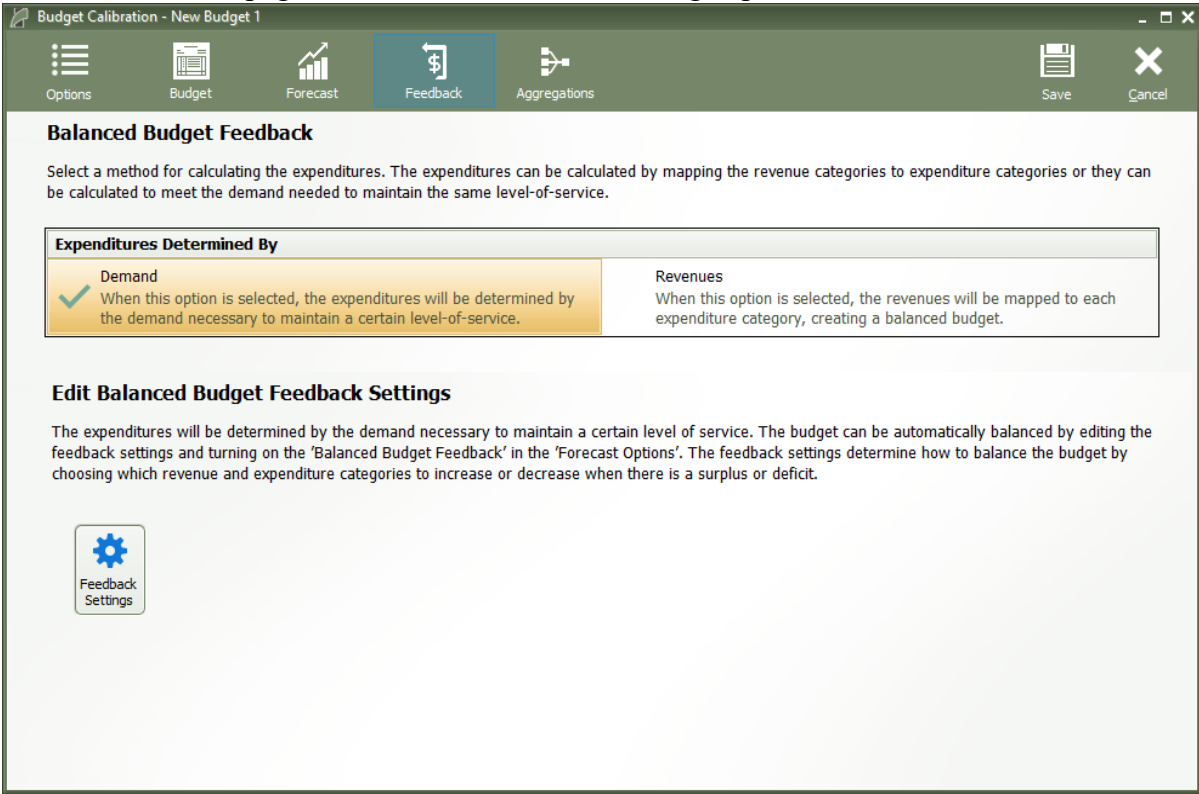 Budget Calibration - New Budget 1
Options
Budget
Forecast
Feedback
Aggregations
Save
Cancel
Balanced Budget Feedback
Select a method for calculating the expenditures. The expenditures can be calculated by mapping the revenue categories to expenditure categories or they can
be calculated to meet the demand needed to maintain the same level-of-service.
Expenditures Determined By
Demand
When this option is selected, the expenditures will be determined by
the demand necessary to maintain a certain level-of-service.
Revenues
When this option is selected, the revenues will be mapped to each
expenditure category, creating a balanced budget.
Edit Balanced Budget Feedback Settings
The expenditures will be determined by the demand necessary to maintain a certain level of service. The budget can be automatically balanced by editing the
feedback settings and turning on the 'Balanced Budget Feedback' in the 'Forecast Options'. The feedback settings determine how to balance the budget by
choosing which revenue and expenditure categories to increase or decrease when there is a surplus or deficit.
Feedback
Settings